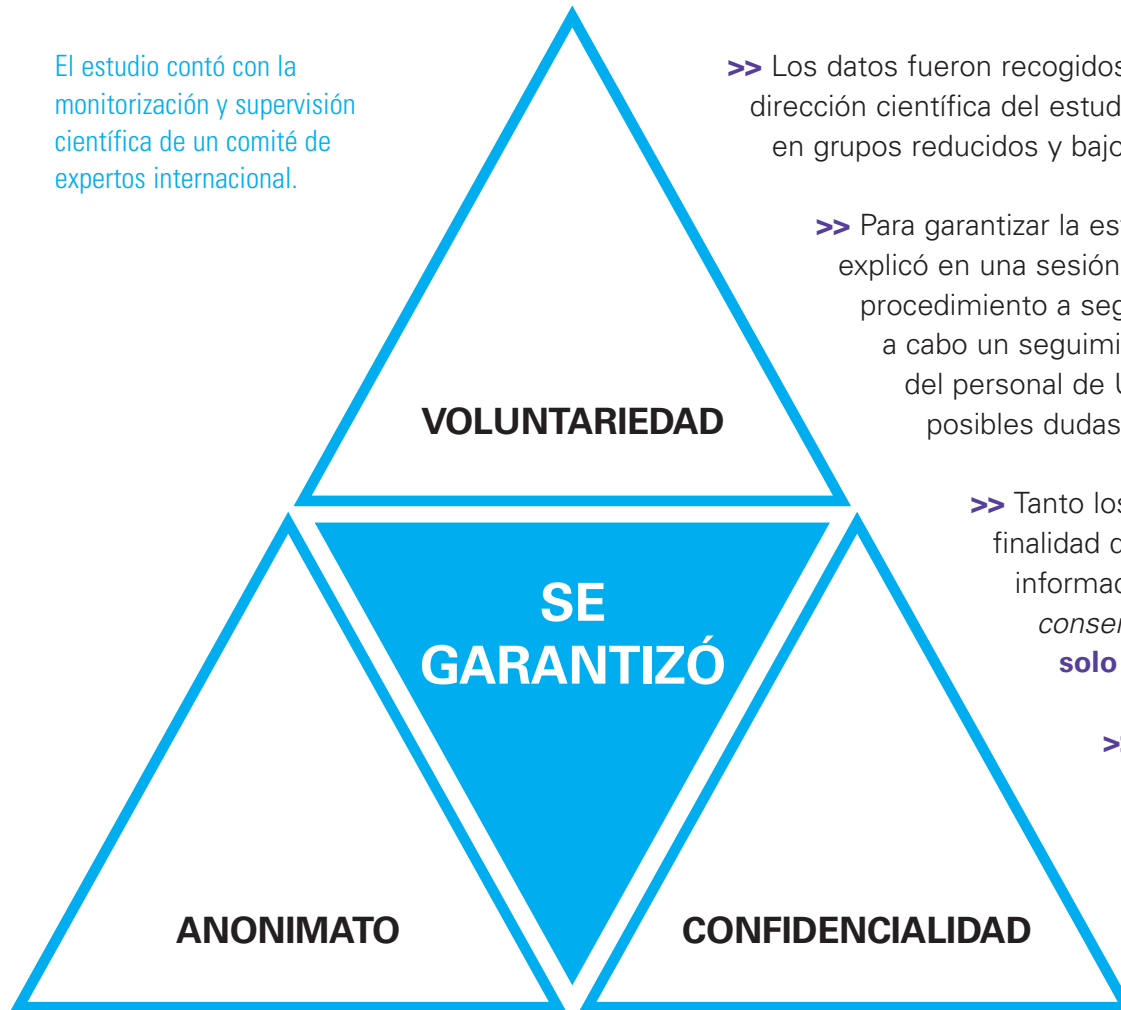 El estudio contó con la
monitorización y supervisión
científica de un comité de
expertos internacional.
>> Los datos fueron recogidos
dirección científica del estud
en grupos reducidos y bajo
>> Para garantizar la es
explicó en una sesión
procedimiento a seg
a cabo un seguimi
del personal de U
posibles dudas
>> Tanto los
finalidad d
informac
conser
solo
>>
VOLUNTARIEDAD
SE
GARANTIZÓ
ANONIMATO
CONFIDENCIALIDAD